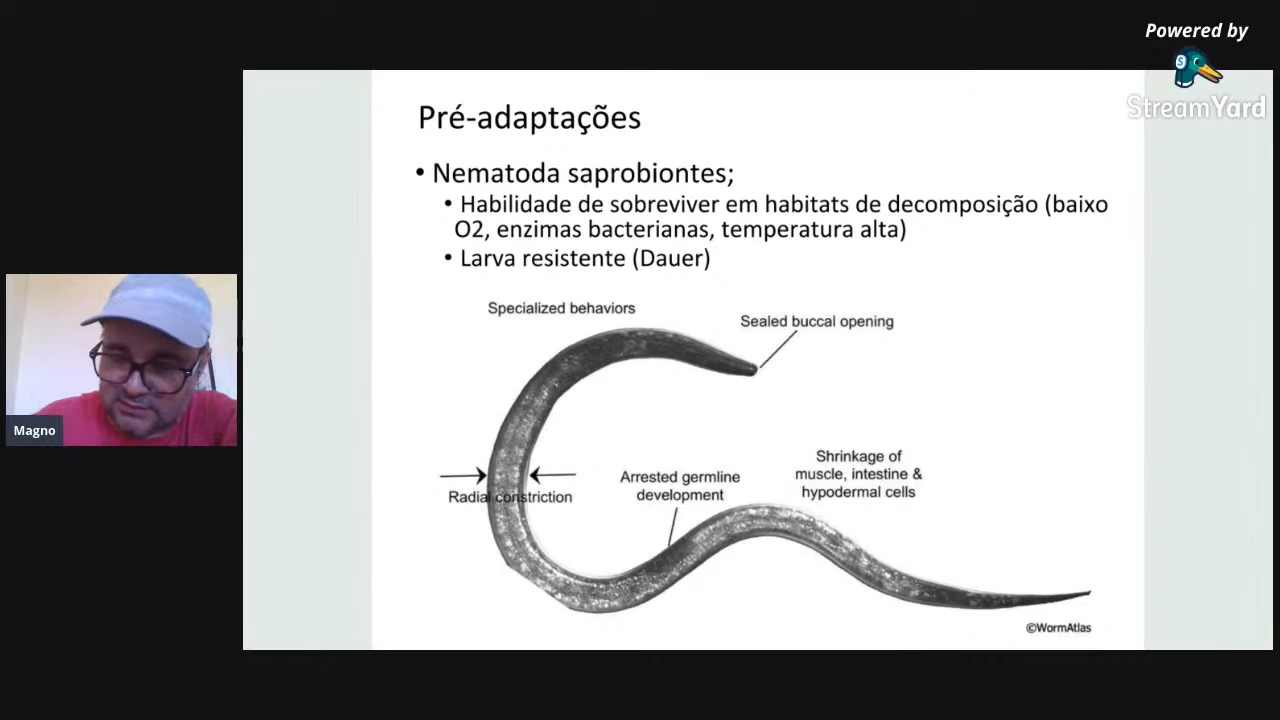 Powered by
StreamYard
Pré-adaptações
• Nematoda saprobiontes;
• Habilidade de sobreviver em habitats de decomposição (baixo
O2, enzimas bacterianas, temperatura alta)
• Larva resistente (Dauer)
Specialized behaviors
Sealed buccal opening
Magno
Radial constriction
Arrested germline
development
Shrinkage of
muscle, intestine &
hypodermal cells
©WormAtlas